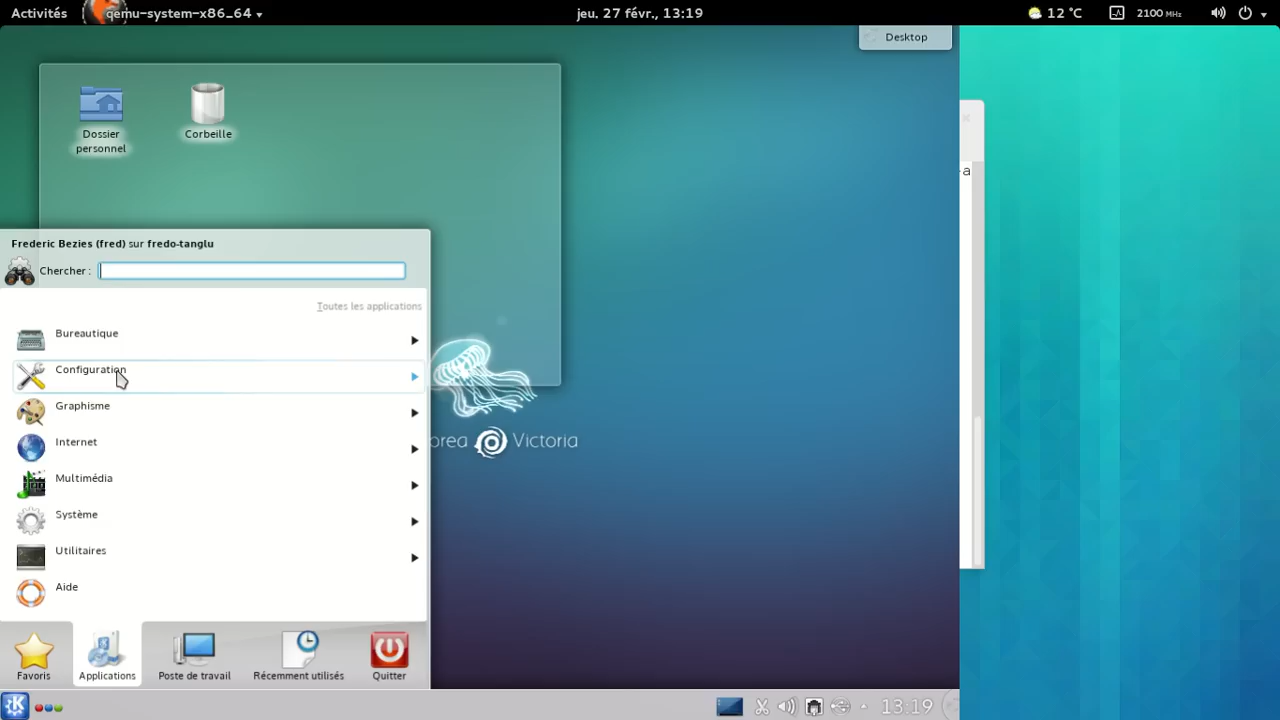 Activités
qemu-system-x86_64
jeu. 27 févr., 13:19
12 °C
2100 MHz
Desktop
Dossier
personnel
Corbeille
a
Frederic Bezies (fred) sur fredo-tanglu
Chercher :
Toutes les applications
Bureautique
Configuration
Graphisme
Internet
Multimédia
Système
Utilitaires
Aide
brea Victoria
Favoris
Applications
Poste de travail
Récemment utilisés
Quitter
13:19